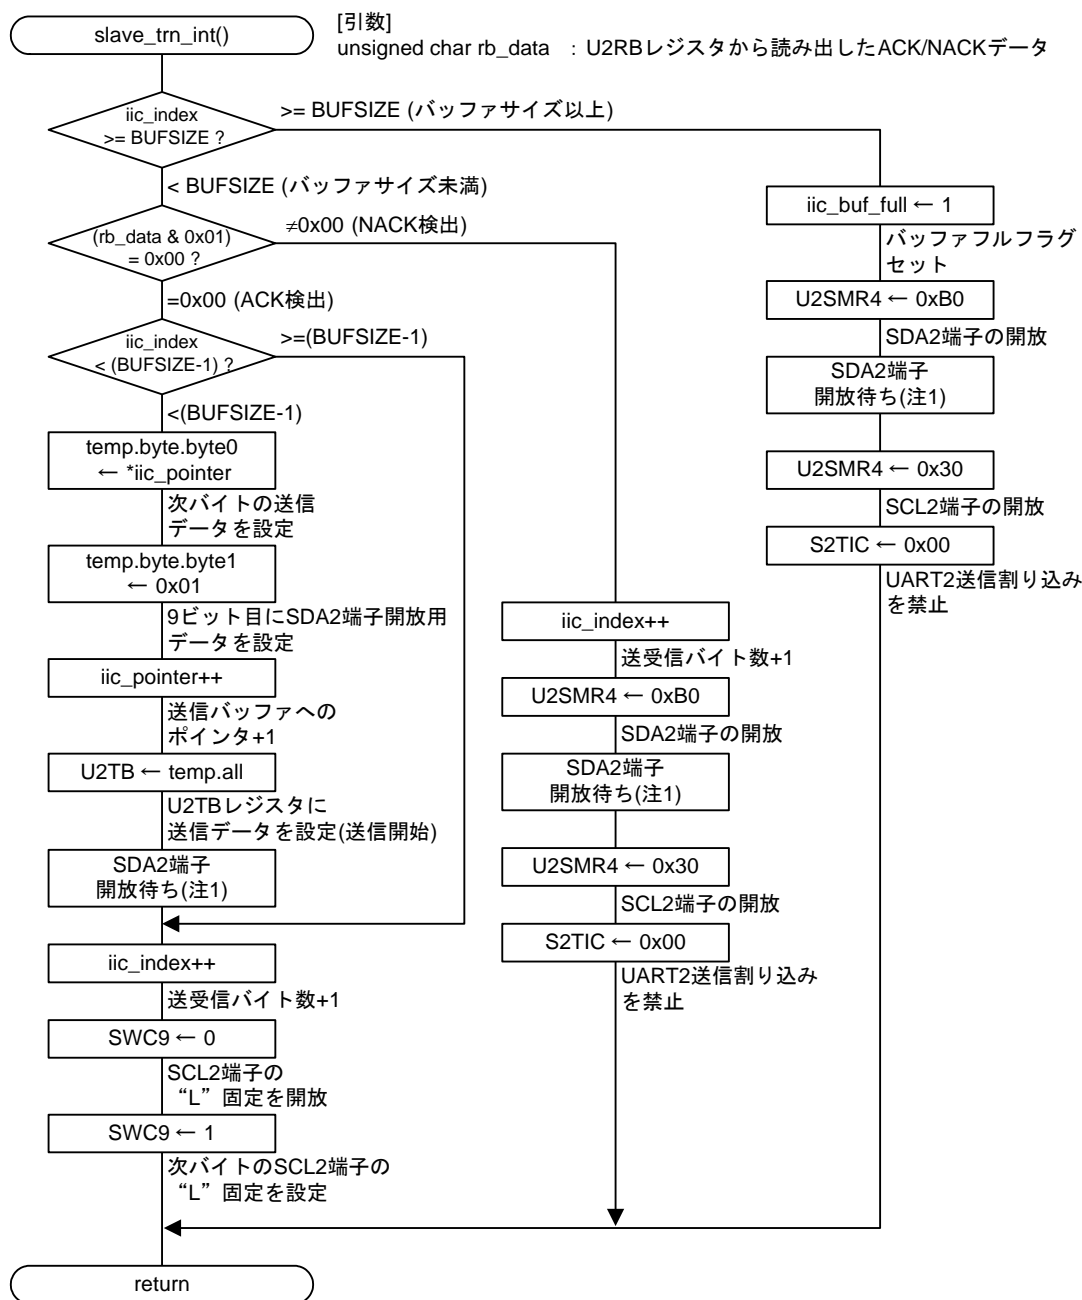 slave_trn_int()
[引数]
unsigned char rb_data : U2RBレジスタから読み出したACK/NACKデータ
iic_index
>= BUFSIZE ?
>= BUFSIZE (バッファサイズ以上)
< BUFSIZE (バッファサイズ未満)
(rb_data & 0x01)
= 0x00 ?
≠0x00 (NACK検出)
=0x00 (ACK検出)
iic_index
< (BUFSIZE-1) ?
>=(BUFSIZE-1)
<(BUFSIZE-1)
temp.byte.byte0
← *iic_pointer
次バイトの送信
データを設定
temp.byte.byte1
← 0x01
9ビット目にSDA2端子開放用
データを設定
iic_pointer++
送信バッファへの
ポインタ+1
U2TB ← temp.all
U2TBレジスタに
送信データを設定(送信開始)
SDA2端子
開放待ち(注1)
iic_index++
送受信バイト数+1
SWC9 ← 0
SCL2端子の
“L”固定を開放
SWC9 ← 1
次バイトのSCL2端子の
“L”固定を設定
iic_index++
送受信バイト数+1
U2SMR4 ← 0xB0
SDA2端子の開放
SDA2端子
開放待ち(注1)
U2SMR4 ← 0x30
SCL2端子の開放
S2TIC ← 0x00
UART2送信割り込み
を禁止
iic_buf_full ← 1
バッファフルフラグ
セット
U2SMR4 ← 0xB0
SDA2端子の開放
SDA2端子
開放待ち(注1)
U2SMR4 ← 0x30
SCL2端子の開放
S2TIC ← 0x00
UART2送信割り込み
を禁止
return